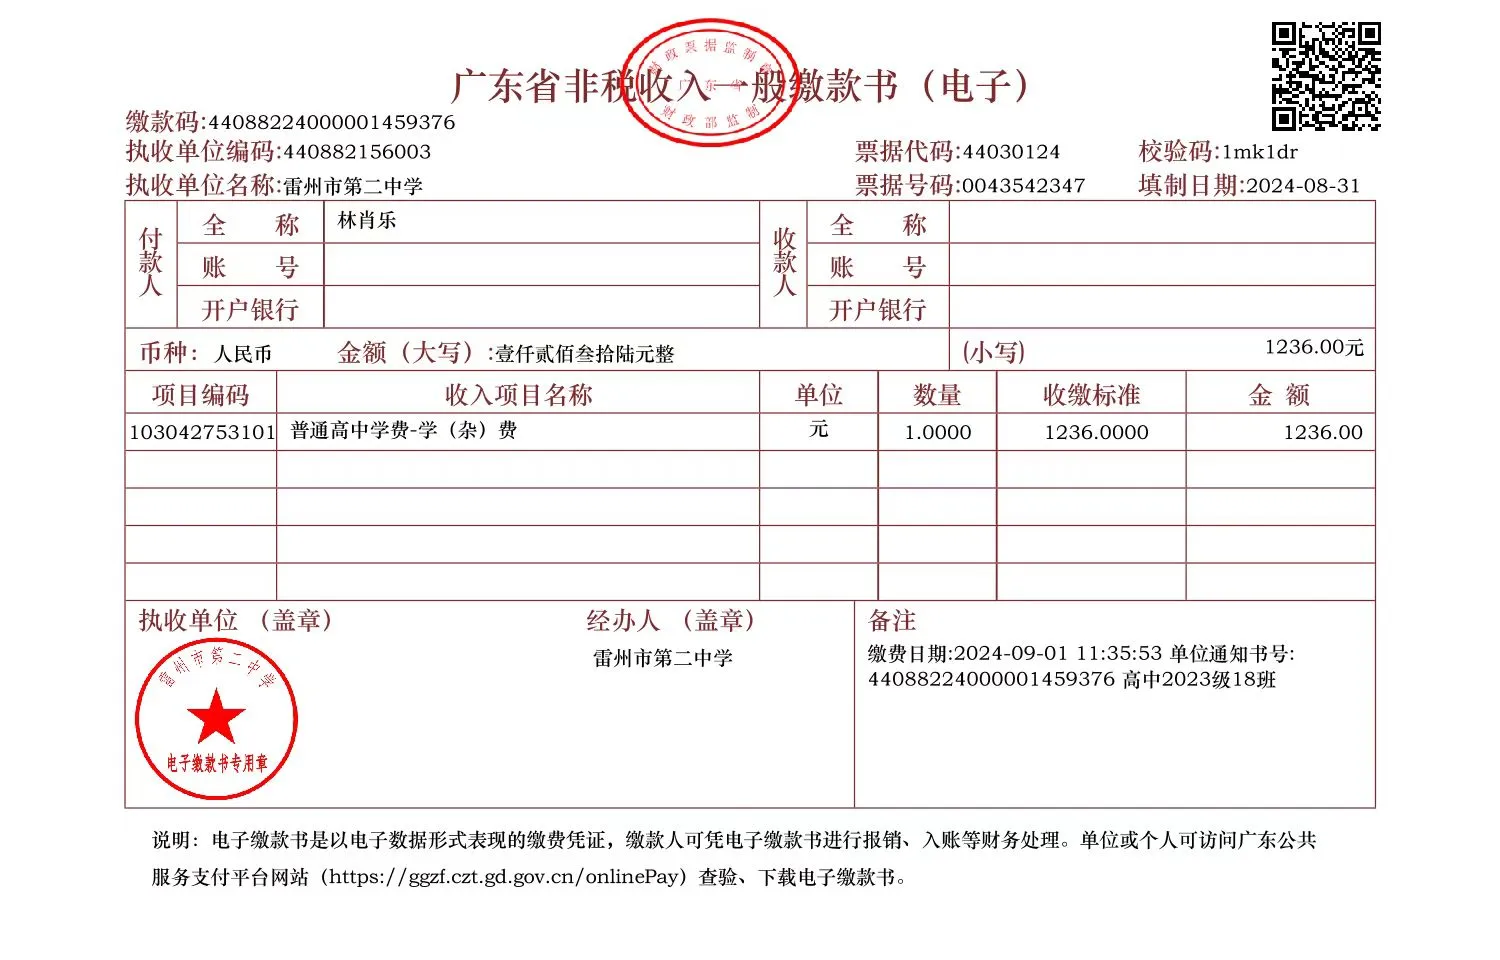 财政票据监制章
广东省
财政部监制
广东省非税收入一般缴款书（电子）
缴款码:44088224000001459376
执收单位编码:440882156003
票据代码:44030124
校验码:1mk1dr
执收单位名称:雷州市第二中学
票据号码:0043542347
填制日期:2024-08-31
付款人
全 称
林肖乐
收款人
全 称
账 号
账 号
开户银行
开户银行
币种：人民币
金额（大写）:壹仟贰佰叁拾陆元整
(小写)
1236.00元
项目编码
收入项目名称
单位
数量
收缴标准
金 额
103042753101
普通高中学费-学（杂）费
元
1.0000
1236.0000
1236.00
执收单位 （盖章）
经办人 （盖章）
备注
雷州市第二中学
电子缴款书专用章
雷州市第二中学
缴费日期:2024-09-01 11:35:53 单位通知书号:
44088224000001459376 高中2023级18班
说明：电子缴款书是以电子数据形式表现的缴费凭证，缴款人可凭电子缴款书进行报销、入账等财务处理。单位或个人可访问广东公共
服务支付平台网站（https://ggzf.czt.gd.gov.cn/onlinePay）查验、下载电子缴款书。